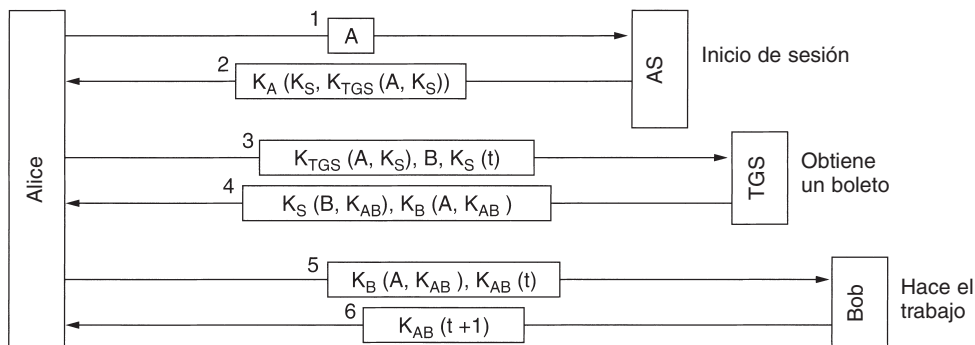 Alice
1
A
2
K_A (K_S, K_TGS (A, K_S))
AS
Inicio de sesión
3
K_TGS (A, K_S), B, K_S (t)
4
K_S (B, K_AB), K_B (A, K_AB )
TGS
Obtiene
un boleto
5
K_B (A, K_AB ), K_AB (t)
6
K_AB (t +1)
Bob
Hace el
trabajo